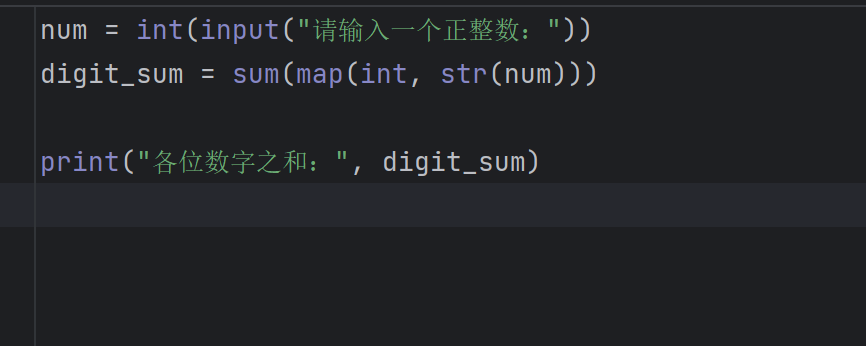 num = int(input("请输入一个正整数："))
digit_sum = sum(map(int, str(num)))
print("各位数字之和：", digit_sum)